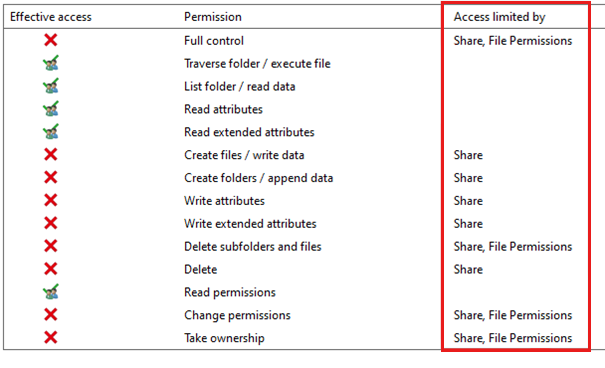 Effective access Permission Access limited by
Full control Share, File Permissions
Traverse folder / execute file
List folder / read data
Read attributes
Read extended attributes
Create files / write data Share
Create folders / append data Share
Write attributes Share
Write extended attributes Share
Delete subfolders and files Share, File Permissions
Delete Share
Read permissions
Change permissions Share, File Permissions
Take ownership Share, File Permissions